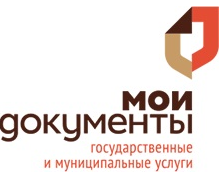 мои
документы
государственные
и муниципальные услуги